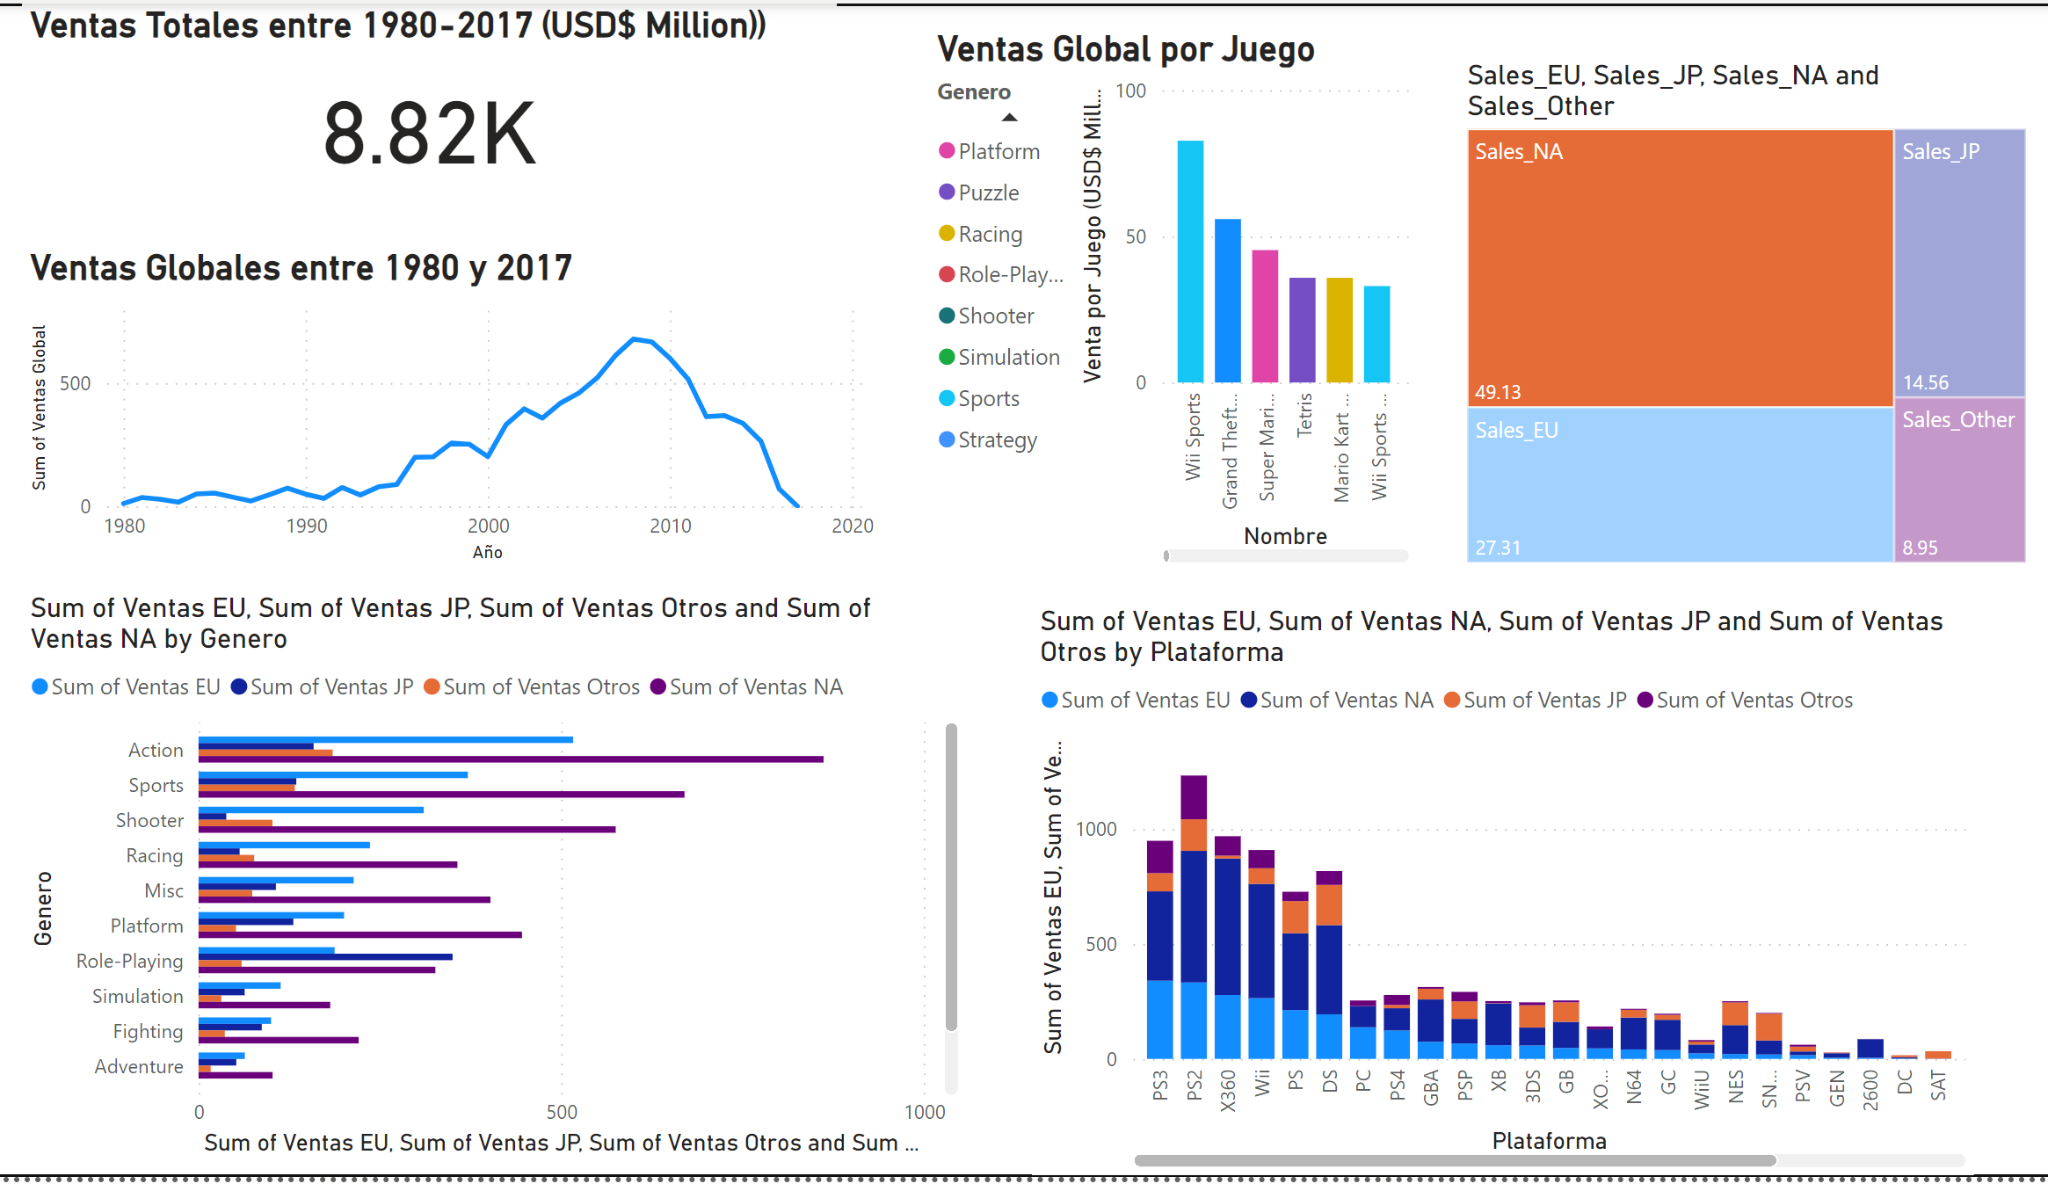 Ventas Totales entre 1980-2017 (USD$ Million))
8.82K
Ventas Globales entre 1980 y 2017
Sum of Ventas Global
500
0
1980
1990
2000
2010
2020
Año
Ventas Global por Juego
Genero
Platform
Puzzle
Racing
Role-Play...
Shooter
Simulation
Sports
Strategy
Venta por Juego (USD$ Mill...
100
50
0
Wii Sports
Grand Theft...
Super Mari...
Tetris
Mario Kart ...
Wii Sports ...
Nombre
Sales_EU, Sales_JP, Sales_NA and
Sales_Other
Sales_NA
49.13
Sales_EU
27.31
Sales_JP
14.56
Sales_Other
8.95
Sum of Ventas EU, Sum of Ventas JP, Sum of Ventas Otros and Sum of
Ventas NA by Genero
Sum of Ventas EU
Sum of Ventas JP
Sum of Ventas Otros
Sum of Ventas NA
Genero
Action
Sports
Shooter
Racing
Misc
Platform
Role-Playing
Simulation
Fighting
Adventure
0
500
1000
Sum of Ventas EU, Sum of Ventas JP, Sum of Ventas Otros and Sum ...
Sum of Ventas EU, Sum of Ventas NA, Sum of Ventas JP and Sum of Ventas
Otros by Plataforma
Sum of Ventas EU
Sum of Ventas NA
Sum of Ventas JP
Sum of Ventas Otros
Sum of Ventas EU, Sum of Ve...
1000
500
0
PS3
PS2
X360
Wii
PS
DS
PC
PS4
GBA
PSP
XB
3DS
GB
XO...
N64
GC
WiiU
NES
SN...
PSV
GEN
2600
DC
SAT
Plataforma